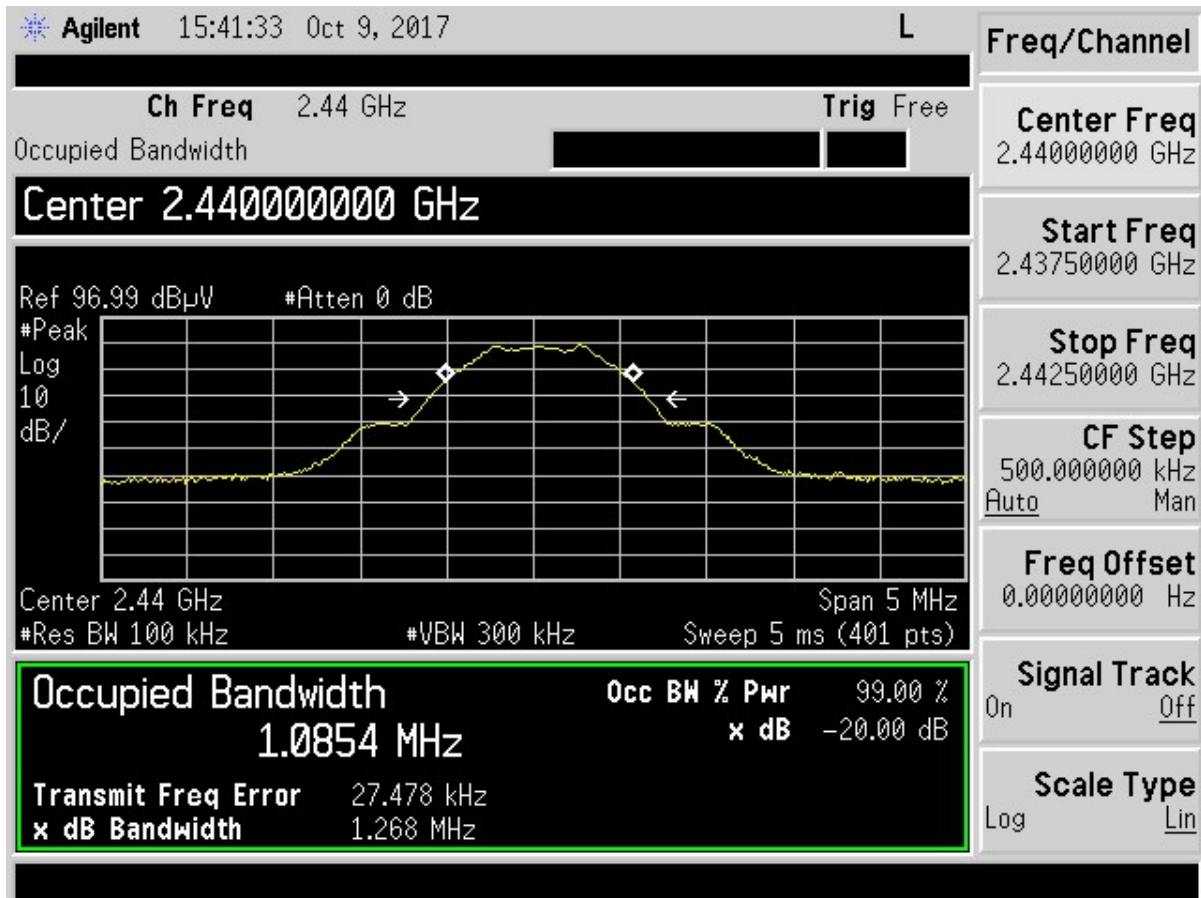 Agilent 15:41:33 Oct 9, 2017 L
Ch Freq 2.44 GHz Trig Free
Occupied Bandwidth
Center 2.440000000 GHz
Ref 96.99 dBµV #Atten 0 dB
#Peak
Log
10
dB/
Center 2.44 GHz Span 5 MHz
#Res BW 100 kHz #VBW 300 kHz Sweep 5 ms (401 pts)
Occupied Bandwidth Occ BW % Pwr 99.00 %
1.0854 MHz x dB -20.00 dB
Transmit Freq Error 27.478 kHz
x dB Bandwidth 1.268 MHz
Freq/Channel
Center Freq
2.44000000 GHz
Start Freq
2.43750000 GHz
Stop Freq
2.44250000 GHz
CF Step
500.000000 kHz
Auto Man
Freq Offset
0.00000000 Hz
Signal Track
On Off
Scale Type
Log Lin